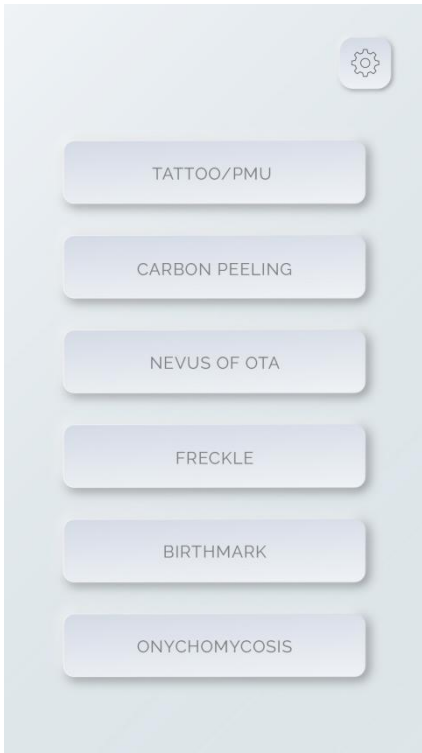 TATTOO/PMU
CARBON PEELING
NEVUS OF OTA
FRECKLE
BIRTHMARK
ONYCHOMYCOSIS